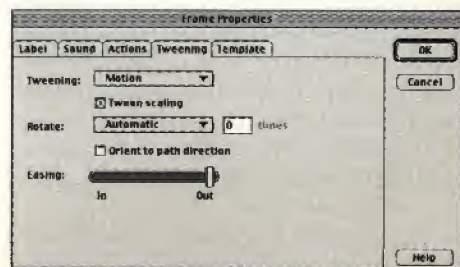 Frame Properties
Label Sound Actions Tweening Template
OK
Cancel
Tweening: Motion
Tween scaling
Rotate: Automatic 0 times
Orient to path direction
Easing:
In Out
Help